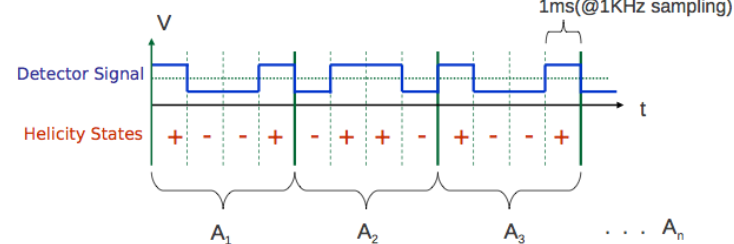 1ms(@1KHz sampling)
V
Detector Signal
t
Helicity States + - - + - + + - + - - +
A1 A2 A3 . . . An